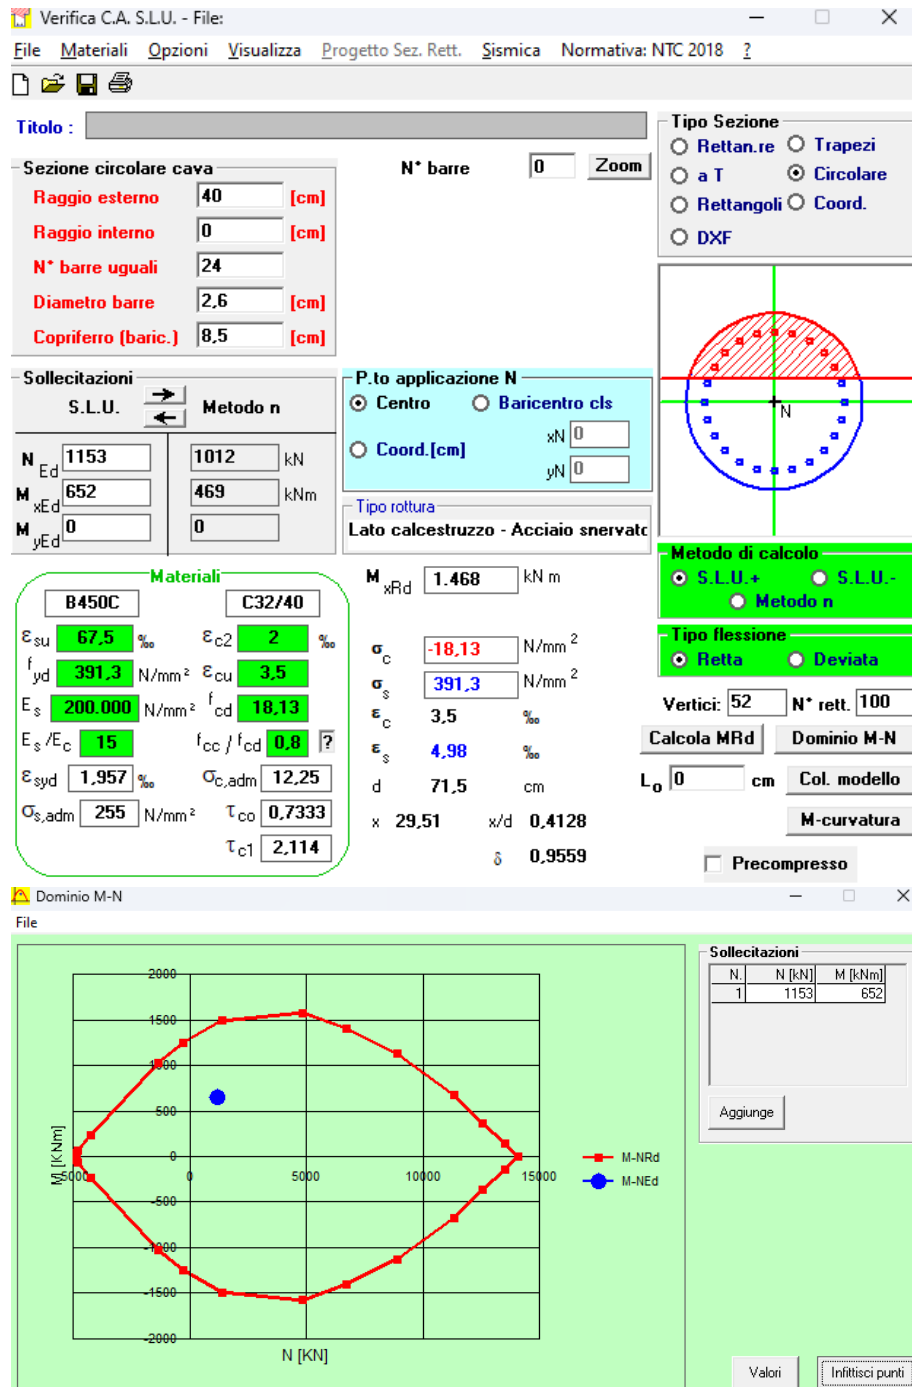 Verifica C.A. S.L.U. - File:
File Materiali Opzioni Visualizza Progetto Sez. Rett. Sismica Normativa: NTC 2018 ?
Titolo :
Tipo Sezione
Rettan.re Trapezi
a T Circolare
Rettangoli Coord.
DXF
Sezione circolare cava
Raggio esterno 40 [cm]
Raggio interno 0 [cm]
N° barre uguali 24
Diametro barre 2,6 [cm]
Copriferro (baric.) 8,5 [cm]
N° barre 0 Zoom
N
Sollecitazioni
S.L.U. Metodo n
N Ed 1153 1012 kN
M xEd 652 469 kNm
M yEd 0 0
P.to applicazione N
Centro Baricentro cls
Coord.[cm] xN 0
yN 0
Tipo rottura
Lato calcestruzzo - Acciaio snervato
Metodo di calcolo
S.L.U.+ S.L.U.-
Metodo n
Tipo flessione
Retta Deviata
Materiali
B450C C32/40
εsu 67,5 ‰ εc2 2 ‰
fyd 391,3 N/mm² εcu 3,5
Es 200.000 N/mm² fcd 18,13
Es/Ec 15 fcc / fcd 0,8 ?
εsyd 1,957 ‰ σc,adm 12,25
σs,adm 255 N/mm² τco 0,7333
τc1 2,114
M xRd 1.468 kN m
σc -18,13 N/mm²
σs 391,3 N/mm²
εc 3,5 ‰
εs 4,98 ‰
d 71,5 cm
x 29,51 x/d 0,4128
δ 0,9559
Vertici: 52 N° rett. 100
Calcola MRd Dominio M-N
Lo 0 cm Col. modello
M-curvatura
Precompresso
Dominio M-N
File
2000
1500
1000
500
0
-500
-1000
-1500
-2000
M [KNm]
-5000 0 5000 10000 15000
N [KN]
M-NRd
M-NEd
Sollecitazioni
N. N [kN] M [kNm]
1 1153 652
Aggiunge
Valori Infittisci punti